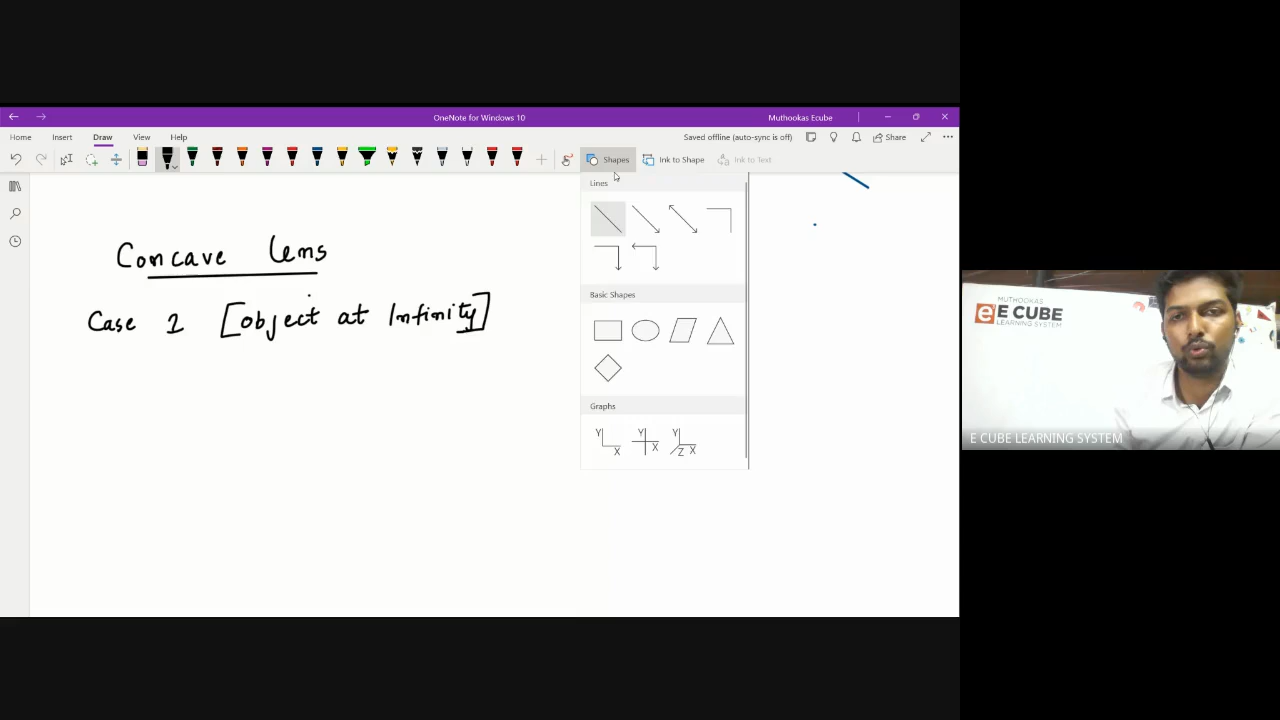 OneNote for Windows 10
Muthookas Ecube
Home Insert Draw View Help
Saved offline (auto-sync is off)
Share
Shapes
Ink to Shape
Ink to Text
Lines
Basic Shapes
Graphs
Y X Y X Y Z X
Concave lens
Case 1 [object at Infinity]
MUTHOOKAS
e E CUBE
LEARNING SYSTEM
E CUBE LEARNING SYSTEM